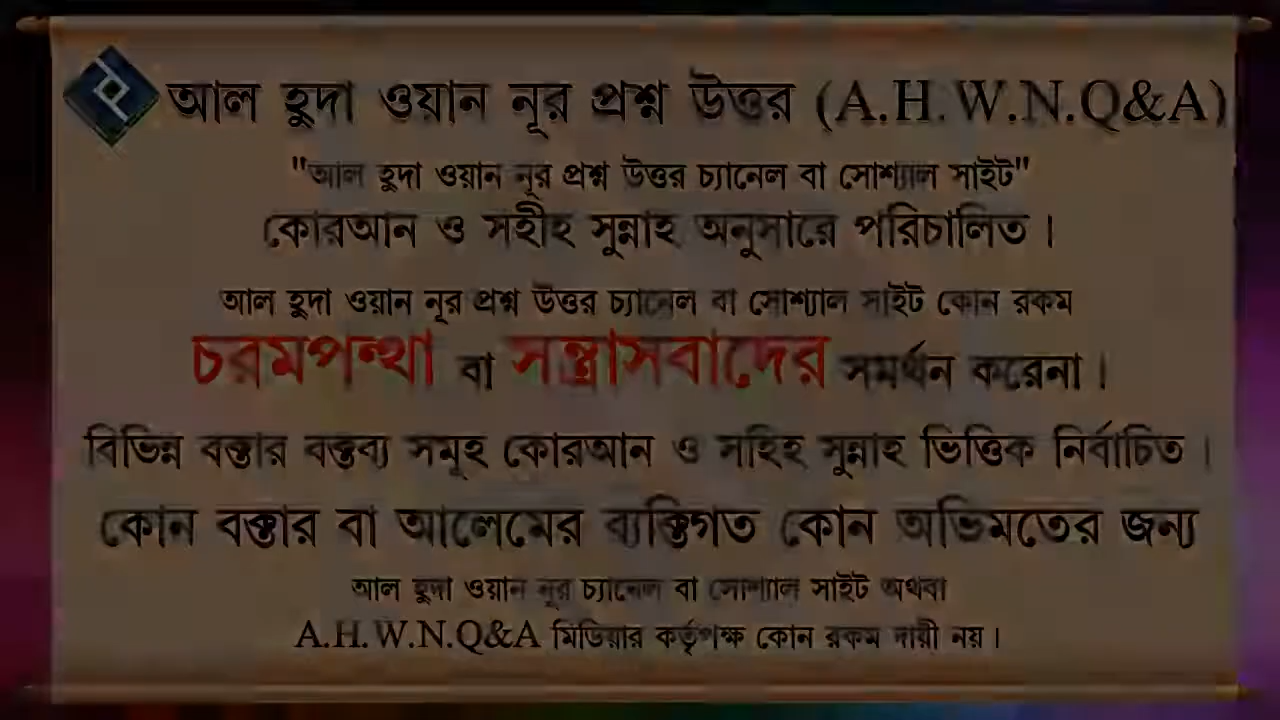 আল হুদা ওয়ান নূর প্রশ্ন উত্তর (A.H.W.N.Q&A)
"আল হুদা ওয়ান নূর প্রশ্ন উত্তর চ্যানেল বা সোশ্যাল সাইট"
কোরআন ও সহীহ সুন্নাহ অনুসারে পরিচালিত ।
আল হুদা ওয়ান নূর প্রশ্ন উত্তর চ্যানেল বা সোশ্যাল সাইট কোন রকম
চরমপন্থা বা সন্ত্রাসবাদের সমর্থন করেনা ।
বিভিন্ন বক্তার বক্তব্য সমূহ কোরআন ও সহিহ সুন্নাহ ভিত্তিক নির্বাচিত ।
কোন বক্তার বা আলেমের ব্যক্তিগত কোন অভিমতের জন্য
আল হুদা ওয়ান নূর চ্যানেল বা সোশ্যাল সাইট অথবা
A.H.W.N.Q&A মিডিয়ার কর্তৃপক্ষ কোন রকম দায়ী নয় ।